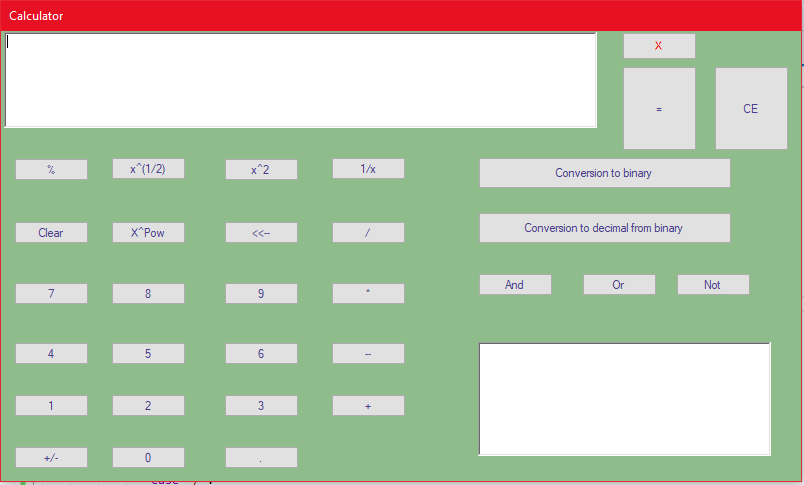 Calculator
X
= CE
% x^(1/2) x^2 1/x
Conversion to binary
Clear X^Pow <<-- /
Conversion to decimal from binary
And Or Not
7 8 9 *
4 5 6 --
1 2 3 +
+/- 0 .